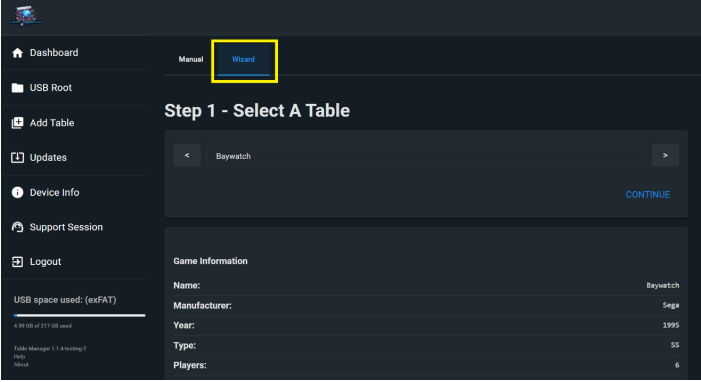 Dashboard
USB Root
Add Table
Updates
Device Info
Support Session
Logout
USB space used: (exFAT)
4.99 GB of 217 GB used
Table Manager 1.1.4-testing-2
Help
About
Manual Wizard
Step 1 - Select A Table
< Baywatch >
CONTINUE
Game Information
Name: Baywatch
Manufacturer: Sega
Year: 1995
Type: SS
Players: 6